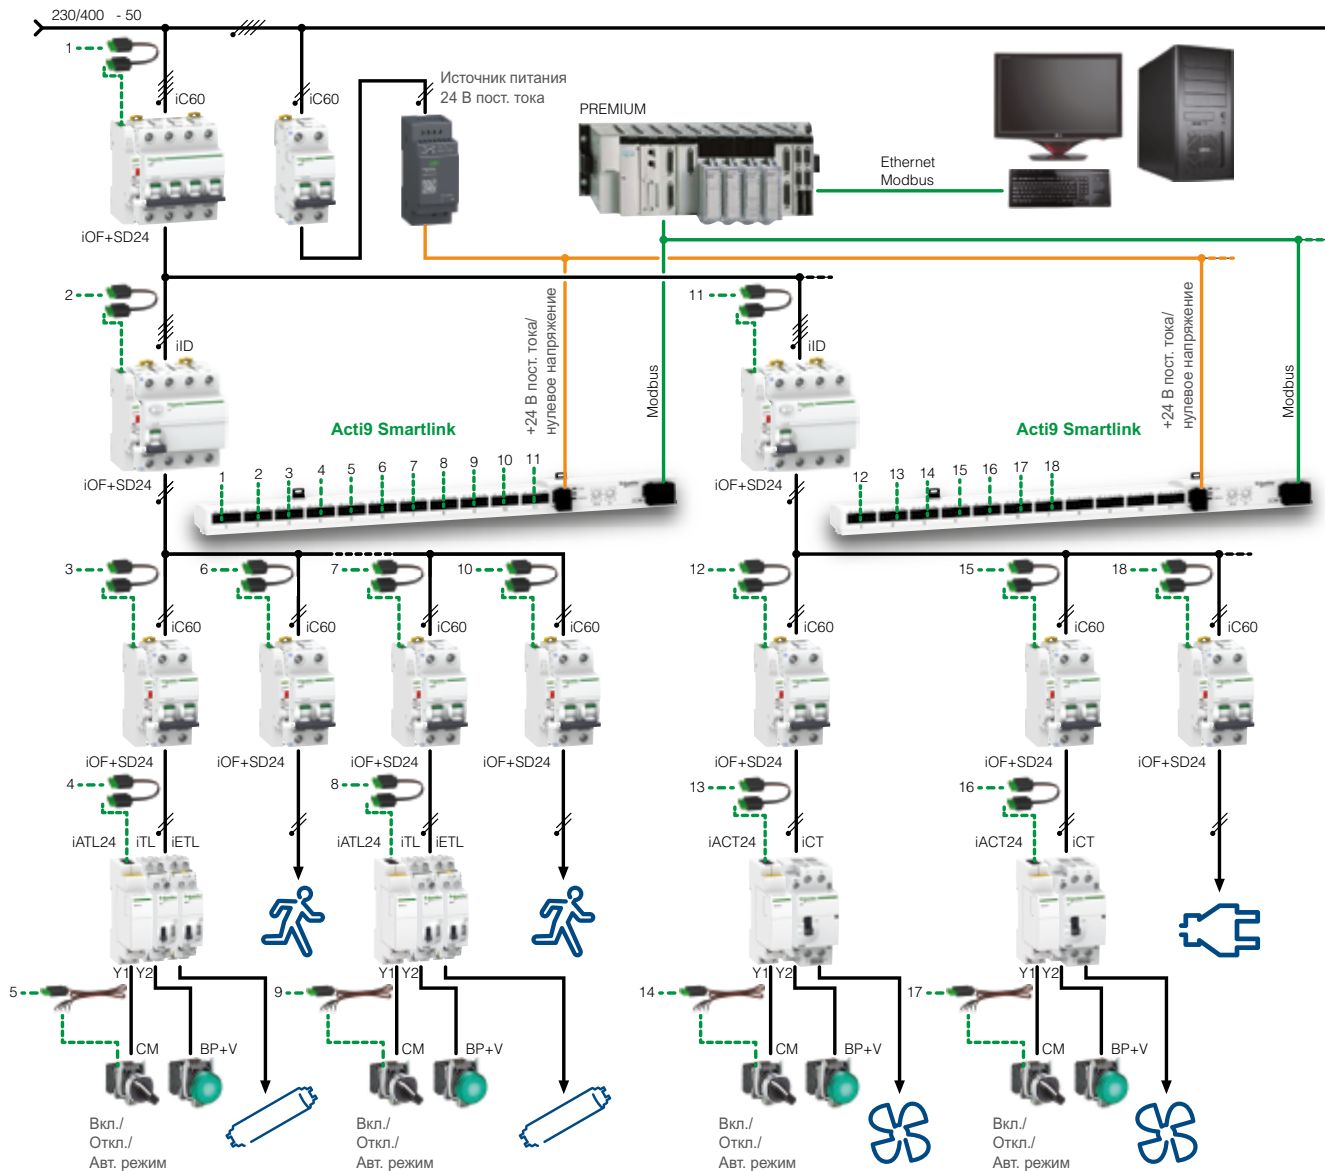 230/400   - 50
1
iC60
iC60
Источник питания
24 В пост. тока
PREMIUM
Ethernet
Modbus
iOF+SD24
2
11
iID
iID
+24 В пост. тока/
нулевое напряжение
Modbus
+24 В пост. тока/
нулевое напряжение
Modbus
Acti9 Smartlink
Acti9 Smartlink
iOF+SD24
iOF+SD24
1 2 3 4 5 6 7 8 9 10 11
12 13 14 15 16 17 18
3
6
7
10
12
15
18
iC60
iC60
iC60
iC60
iC60
iC60
iC60
iOF+SD24
iOF+SD24
iOF+SD24
iOF+SD24
iOF+SD24
iOF+SD24
iOF+SD24
4
8
13
16
iATL24 iTL iETL
iATL24 iTL iETL
iACT24 iCT
iACT24 iCT
Y1 Y2
Y1 Y2
Y1 Y2
Y1 Y2
5
9
14
17
CM
BP+V
CM
BP+V
CM
BP+V
CM
BP+V
Вкл./
Откл./
Авт. режим
Вкл./
Откл./
Авт. режим
Вкл./
Откл./
Авт. режим
Вкл./
Откл./
Авт. режим